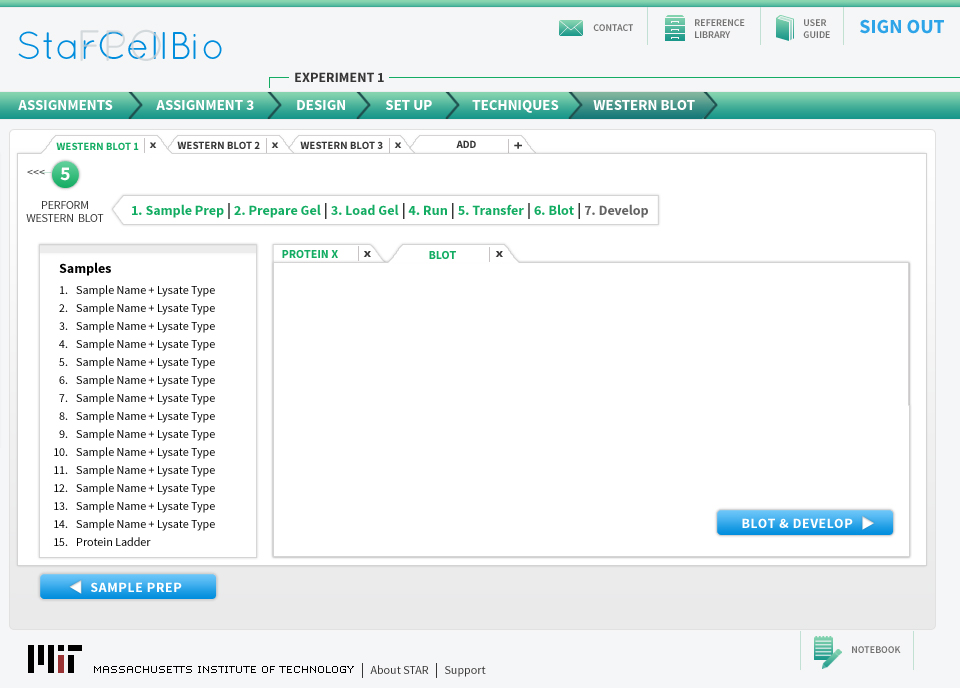 StarCellBio
FPO
CONTACT
REFERENCE
LIBRARY
USER
GUIDE
SIGN OUT
EXPERIMENT 1
ASSIGNMENTS
ASSIGNMENT 3
DESIGN
SET UP
TECHNIQUES
WESTERN BLOT
WESTERN BLOT 1 x
WESTERN BLOT 2 x
WESTERN BLOT 3 x
ADD +
<<< 5
PERFORM
WESTERN BLOT
1. Sample Prep | 2. Prepare Gel | 3. Load Gel | 4. Run | 5. Transfer | 6. Blot | 7. Develop
Samples
1. Sample Name + Lysate Type
2. Sample Name + Lysate Type
3. Sample Name + Lysate Type
4. Sample Name + Lysate Type
5. Sample Name + Lysate Type
6. Sample Name + Lysate Type
7. Sample Name + Lysate Type
8. Sample Name + Lysate Type
9. Sample Name + Lysate Type
10. Sample Name + Lysate Type
11. Sample Name + Lysate Type
12. Sample Name + Lysate Type
13. Sample Name + Lysate Type
14. Sample Name + Lysate Type
15. Protein Ladder
PROTEIN X x
BLOT x
BLOT & DEVELOP
SAMPLE PREP
MIT
MASSACHUSETTS INSTITUTE OF TECHNOLOGY | About STAR | Support
NOTEBOOK